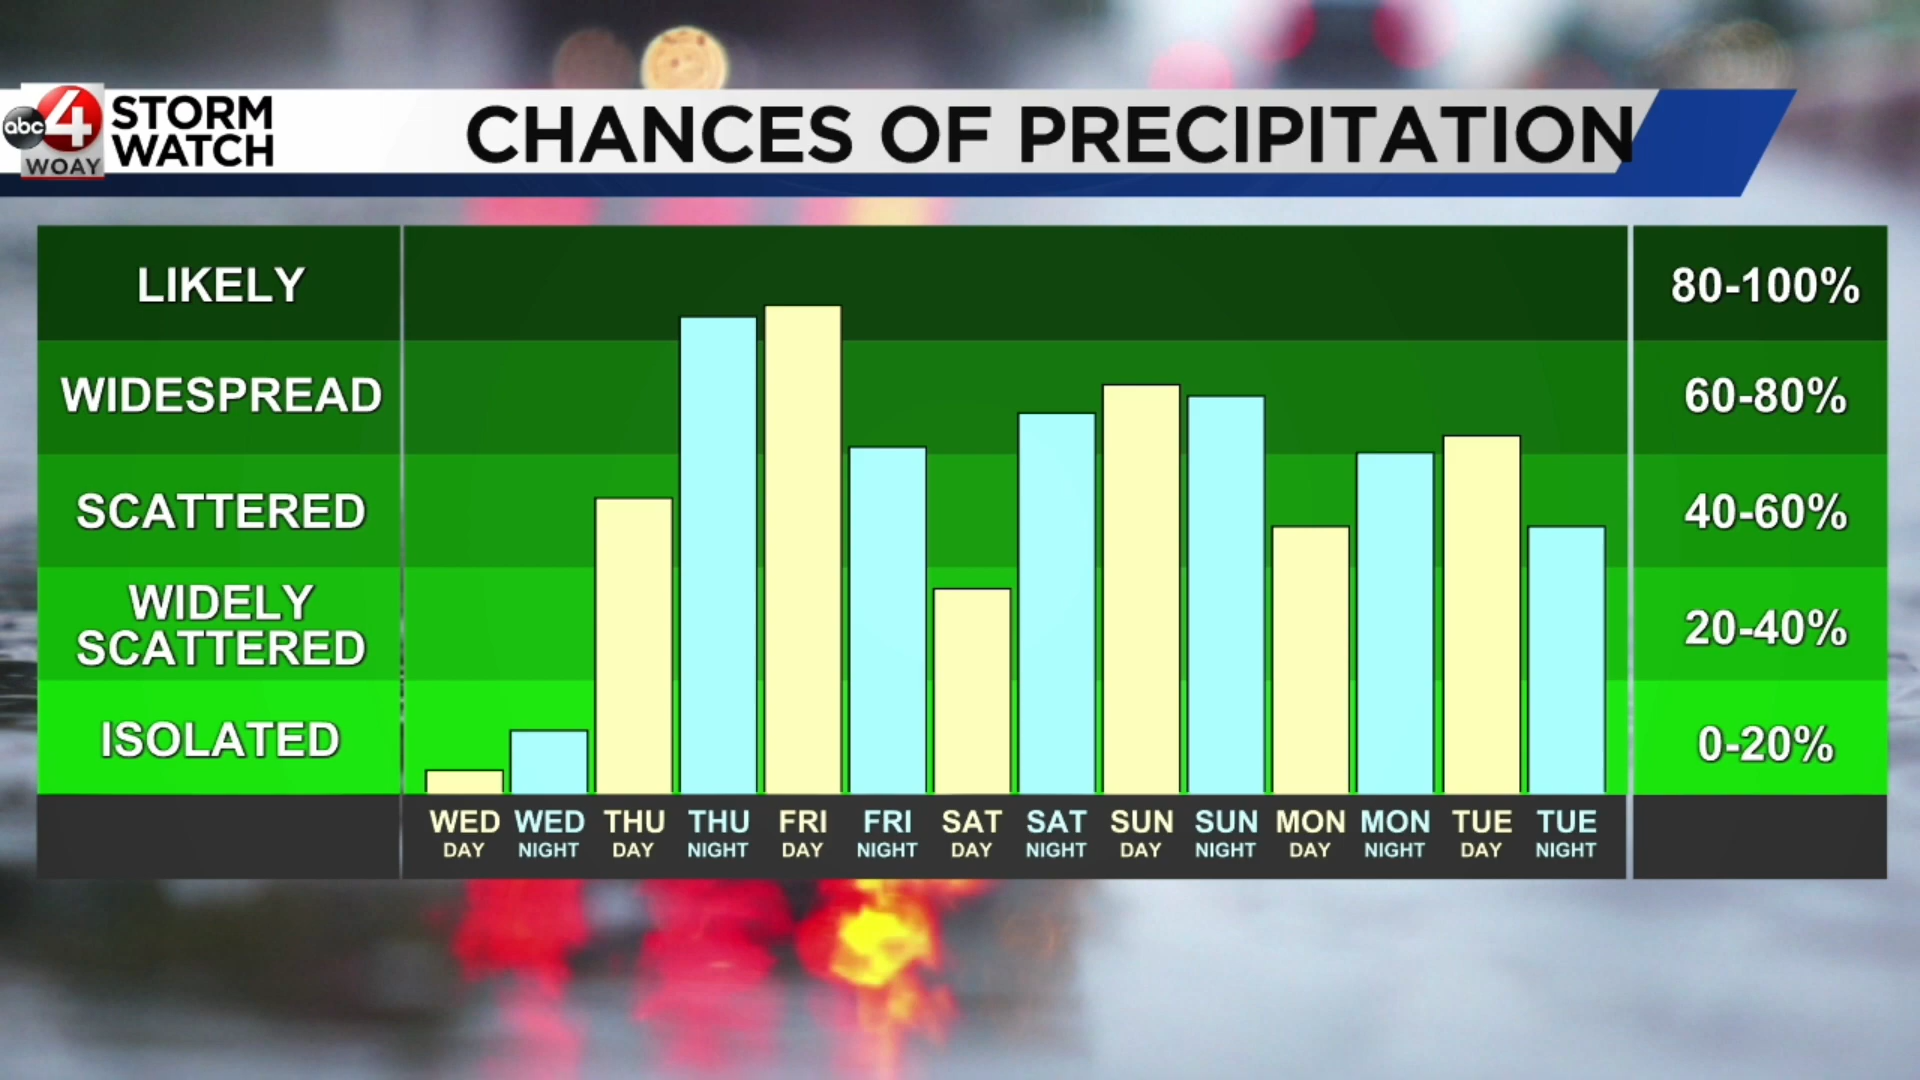 abc 4
WOAY
STORM
WATCH
CHANCES OF PRECIPITATION
LIKELY
80-100%
WIDESPREAD
60-80%
SCATTERED
40-60%
WIDELY
SCATTERED
20-40%
ISOLATED
0-20%
WED WED THU THU FRI FRI SAT SAT SUN SUN MON MON TUE TUE
DAY NIGHT DAY NIGHT DAY NIGHT DAY NIGHT DAY NIGHT DAY NIGHT DAY NIGHT